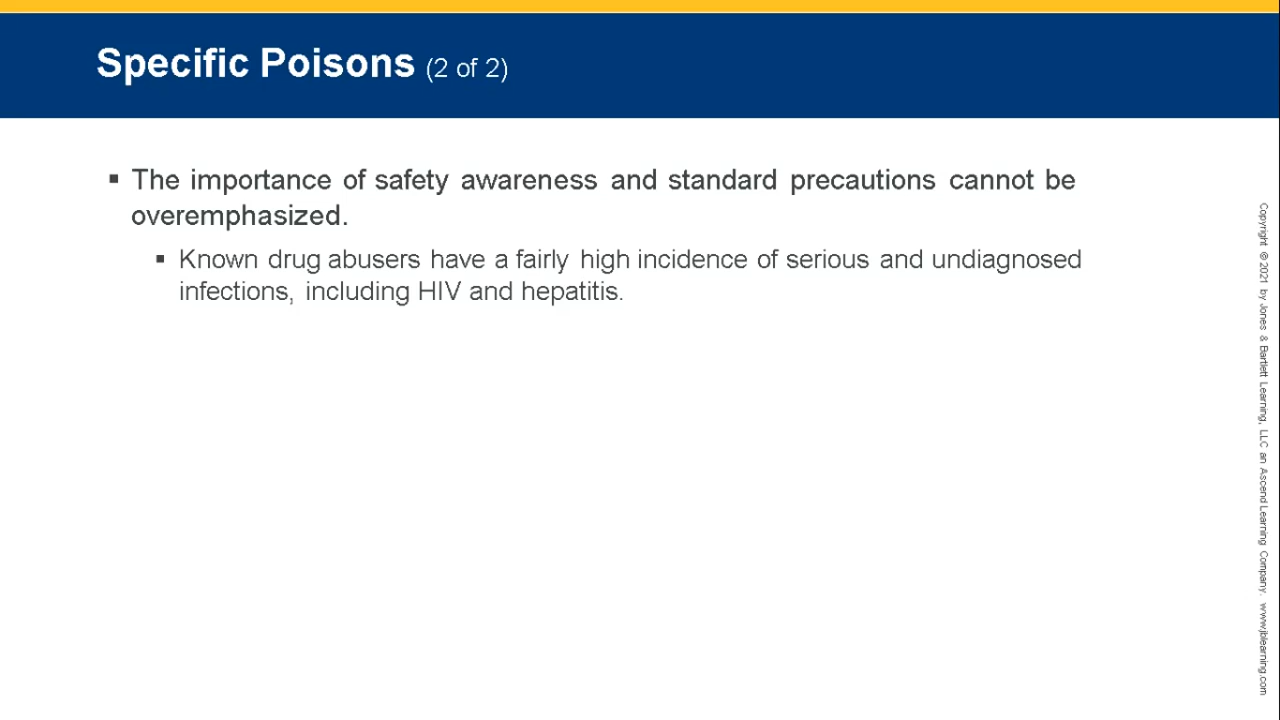 Specific Poisons (2 of 2)
▪ The importance of safety awareness and standard precautions cannot be
overemphasized.
▪ Known drug abusers have a fairly high incidence of serious and undiagnosed
infections, including HIV and hepatitis.
Copyright © 2021 by Jones & Bartlett Learning, LLC an Ascend Learning Company. www.jblearning.com